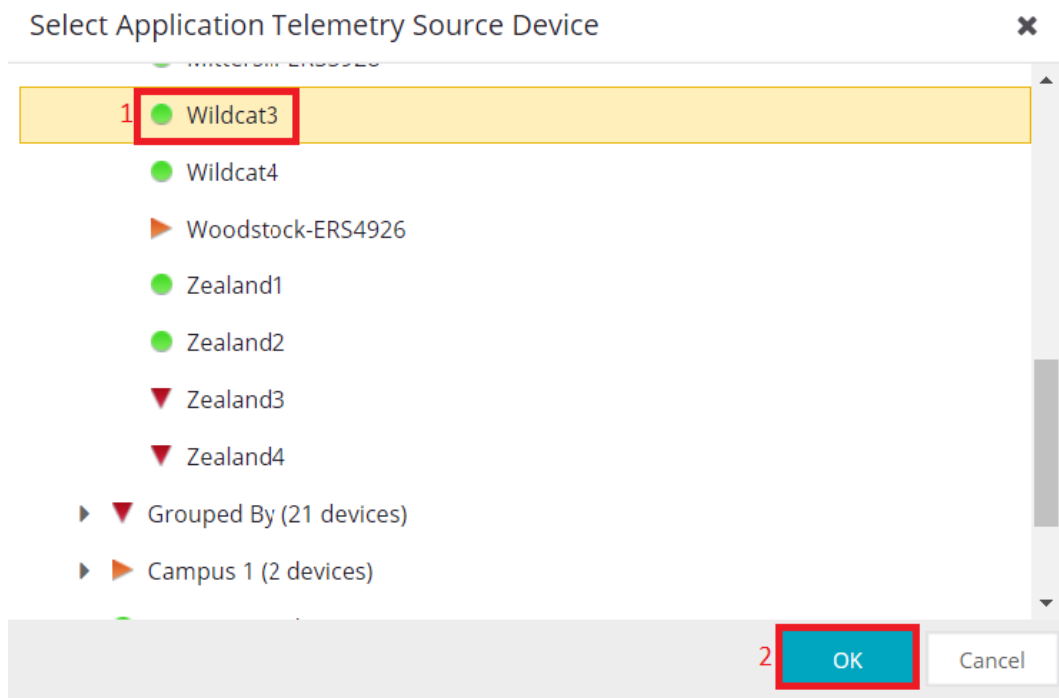 Select Application Telemetry Source Device
1 Wildcat3
Wildcat4
Woodstock-ERS4926
Zealand1
Zealand2
Zealand3
Zealand4
Grouped By (21 devices)
Campus 1 (2 devices)
2 OK Cancel